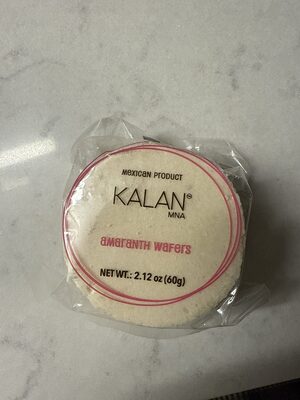 MEXICAN PRODUCT
KALAN
MNA
AMARANTH WAFERS
NET WT.: 2.12 oz (60g)